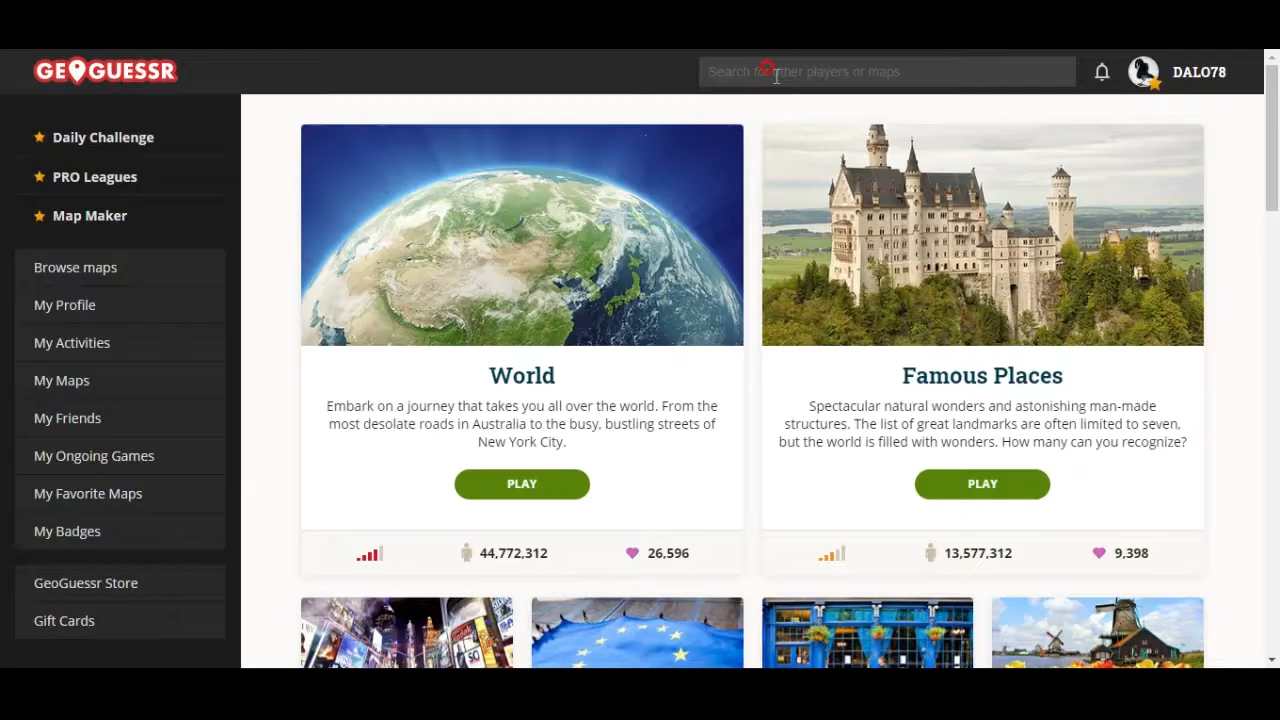 GEOGUESSR
Search for other players or maps
DALO78
Daily Challenge
PRO Leagues
Map Maker
Browse maps
My Profile
My Activities
My Maps
My Friends
My Ongoing Games
My Favorite Maps
My Badges
GeoGuessr Store
Gift Cards
World
Embark on a journey that takes you all over the world. From the
most desolate roads in Australia to the busy, bustling streets of
New York City.
PLAY
44,772,312
26,596
Famous Places
Spectacular natural wonders and astonishing man-made
structures. The list of great landmarks are often limited to seven,
but the world is filled with wonders. How many can you recognize?
PLAY
13,577,312
9,398